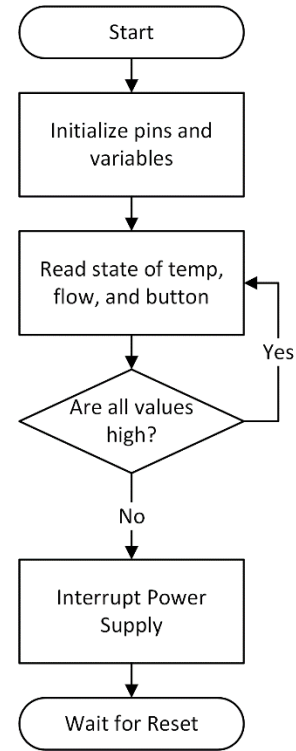 Start
Initialize pins and
variables
Read state of temp,
flow, and button
Yes
Are all values
high?
No
Interrupt Power
Supply
Wait for Reset